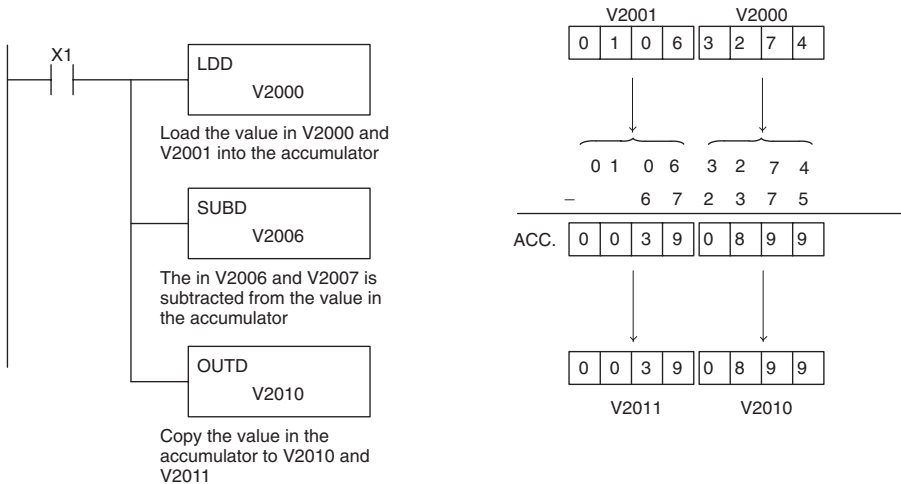 X1
LDD
V2000
Load the value in V2000 and
V2001 into the accumulator
SUBD
V2006
The in V2006 and V2007 is
subtracted from the value in
the accumulator
OUTD
V2010
Copy the value in the
accumulator to V2010 and
V2011
V2001 V2000
0 1 0 6 3 2 7 4
0 1 0 6 3 2 7 4
– 6 7 2 3 7 5
ACC. 0 0 3 9 0 8 9 9
0 0 3 9 0 8 9 9
V2011 V2010